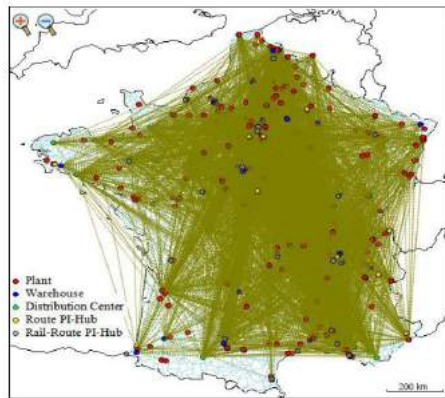 Plant
Warehouse
Distribution Center
Route PI-Hub
Rail-Route PI-Hub
200 km